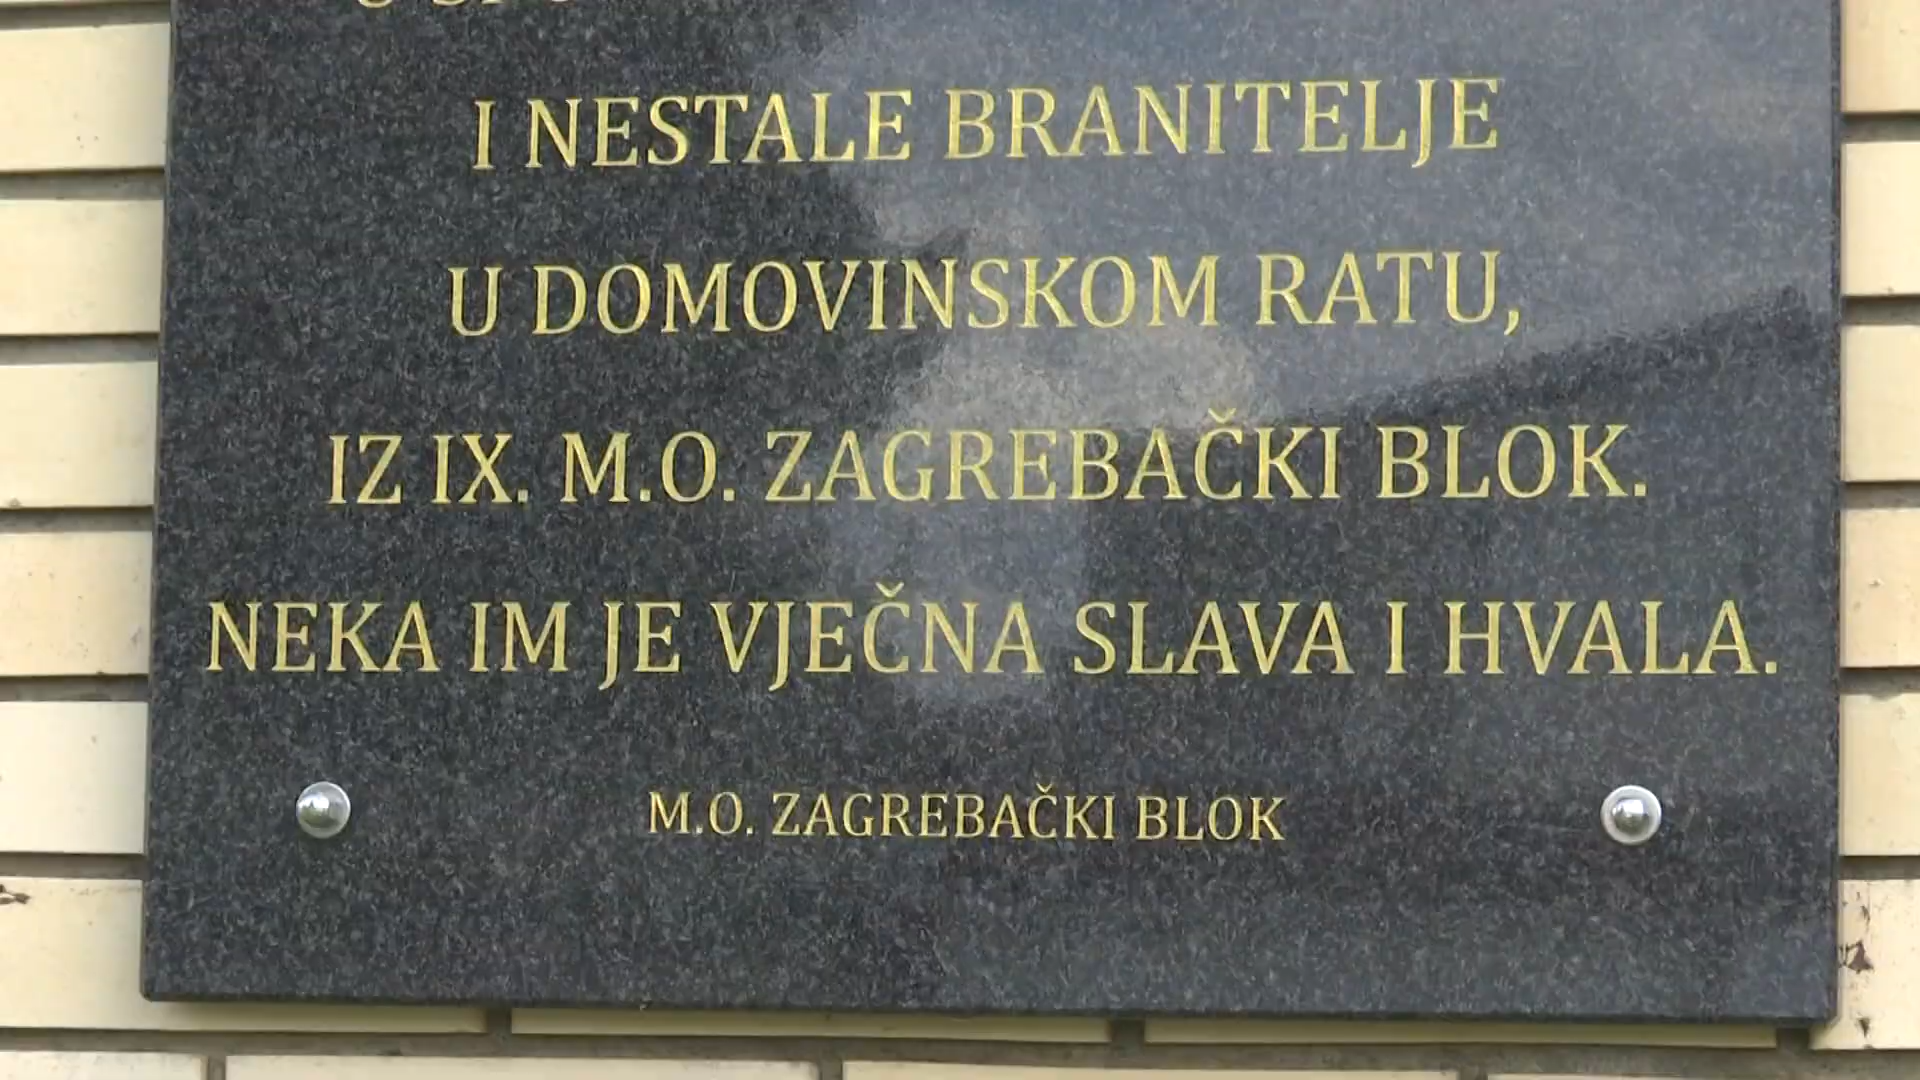 I NESTALE BRANITELJE
U DOMOVINSKOM RATU,
IZ IX. M.O. ZAGREBAČKI BLOK.
NEKA IM JE VJEČNA SLAVA I HVALA.
M.O. ZAGREBAČKI BLOK